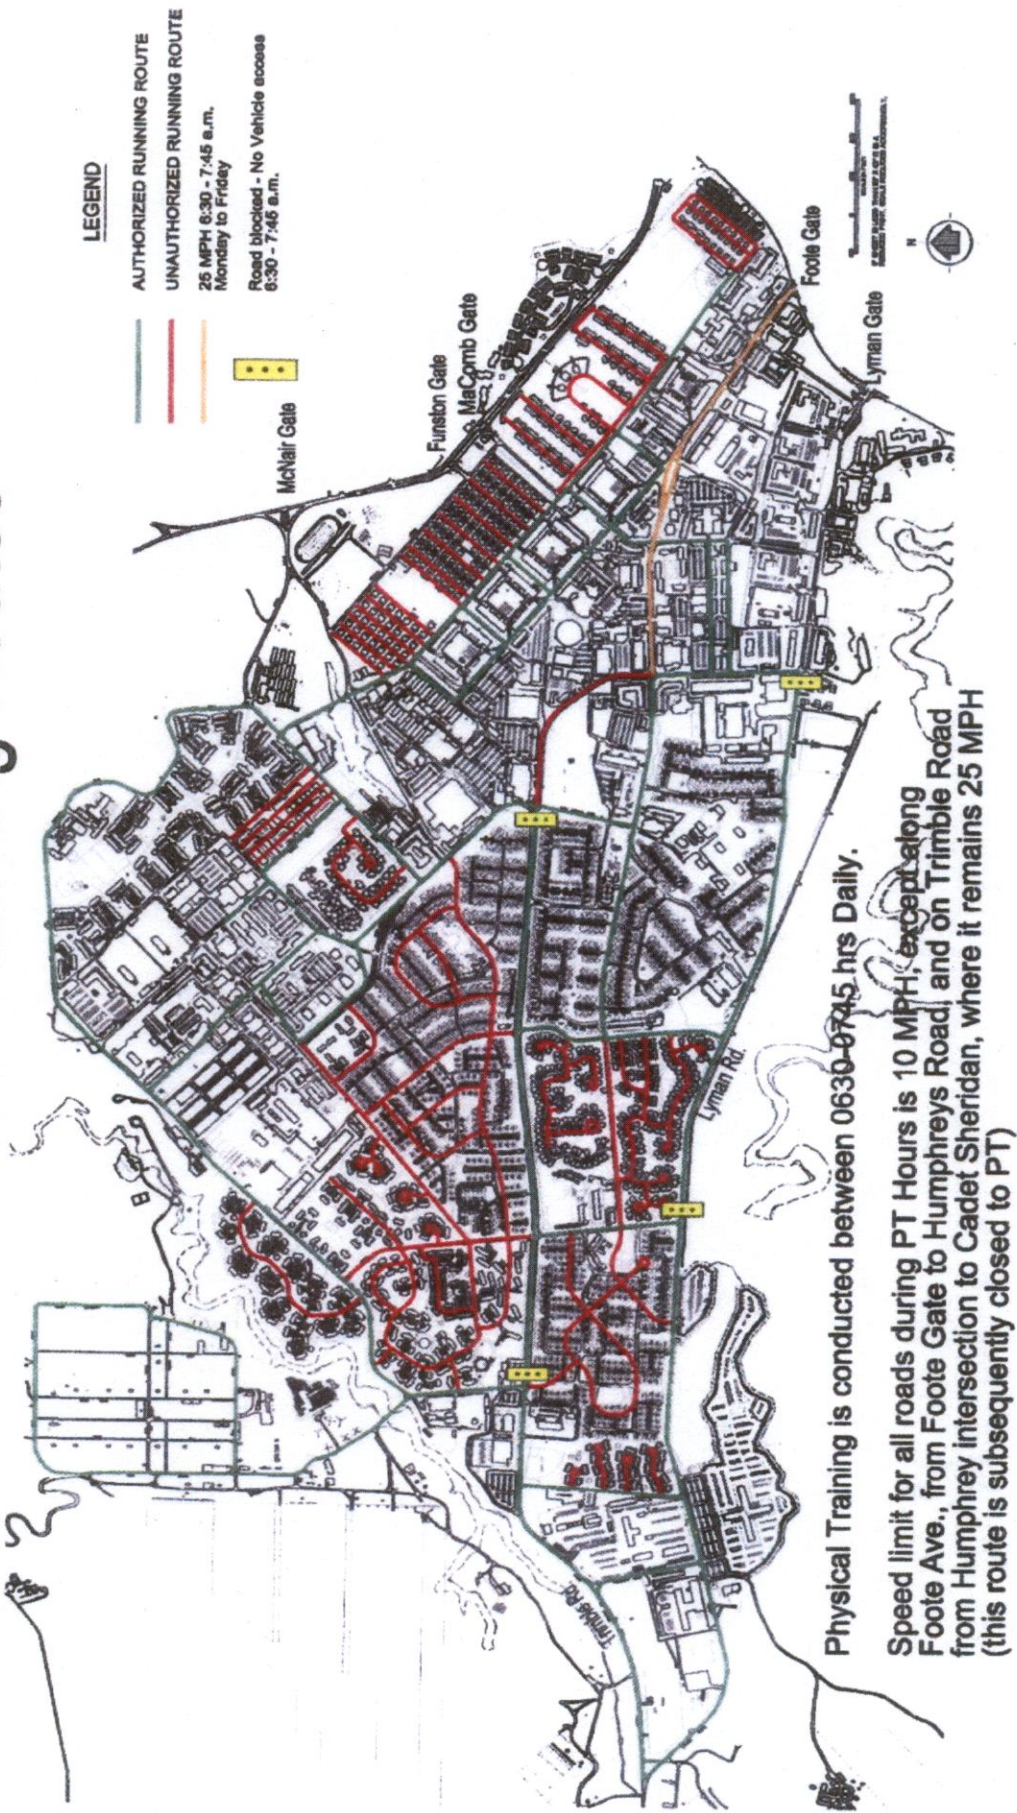 LEGEND
AUTHORIZED RUNNING ROUTE
UNAUTHORIZED RUNNING ROUTE
25 MPH 6:30 - 7:45 a.m.
Monday to Friday
Road blocked - No Vehicle access
6:30 - 7:45 a.m.
McNair Gate
Funston Gate
MaComb Gate
Foote Gate
Lyman Gate
N
B
Lyman Rd
Trimble Rd.
B
Physical Training is conducted between 0630-0745 hrs Daily.
Speed limit for all roads during PT Hours is 10 MPH, except along
Foote Ave., from Foote Gate to Humphreys Road, and on Trimble Road
from Humphrey intersection to Cadet Sheridan, where it remains 25 MPH
(this route is subsequently closed to PT)